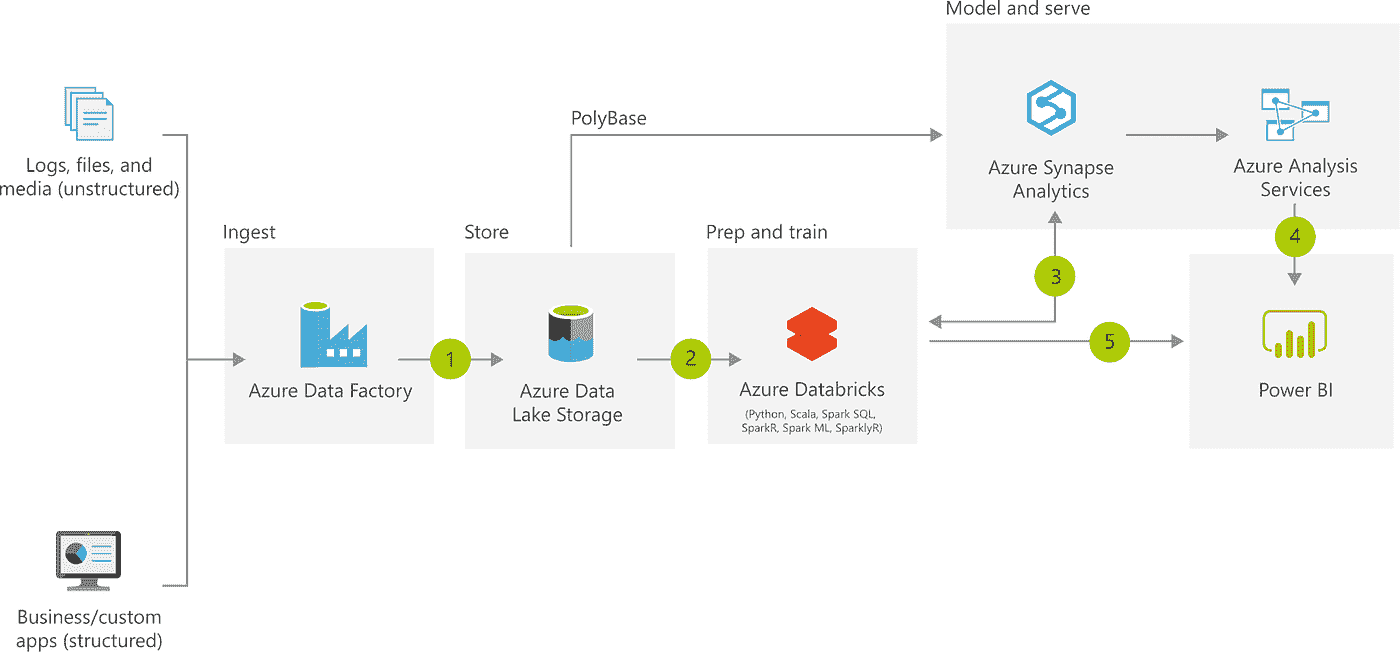 Model and serve
PolyBase
Logs, files, and
media (unstructured)
Azure Synapse
Analytics
Azure Analysis
Services
Ingest
Store
Prep and train
4
3
1
2
5
Azure Data Factory
Azure Data
Lake Storage
Azure Databricks
(Python, Scala, Spark SQL,
SparkR, Spark ML, SparklyR)
Power BI
Business/custom
apps (structured)